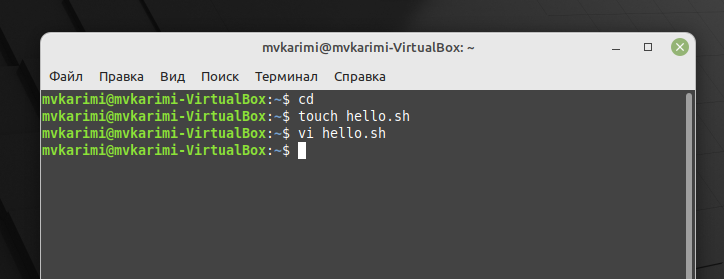 mvkarimi@mvkarimi-VirtualBox: ~
Файл Правка Вид Поиск Терминал Справка
mvkarimi@mvkarimi-VirtualBox:~$ cd
mvkarimi@mvkarimi-VirtualBox:~$ touch hello.sh
mvkarimi@mvkarimi-VirtualBox:~$ vi hello.sh
mvkarimi@mvkarimi-VirtualBox:~$